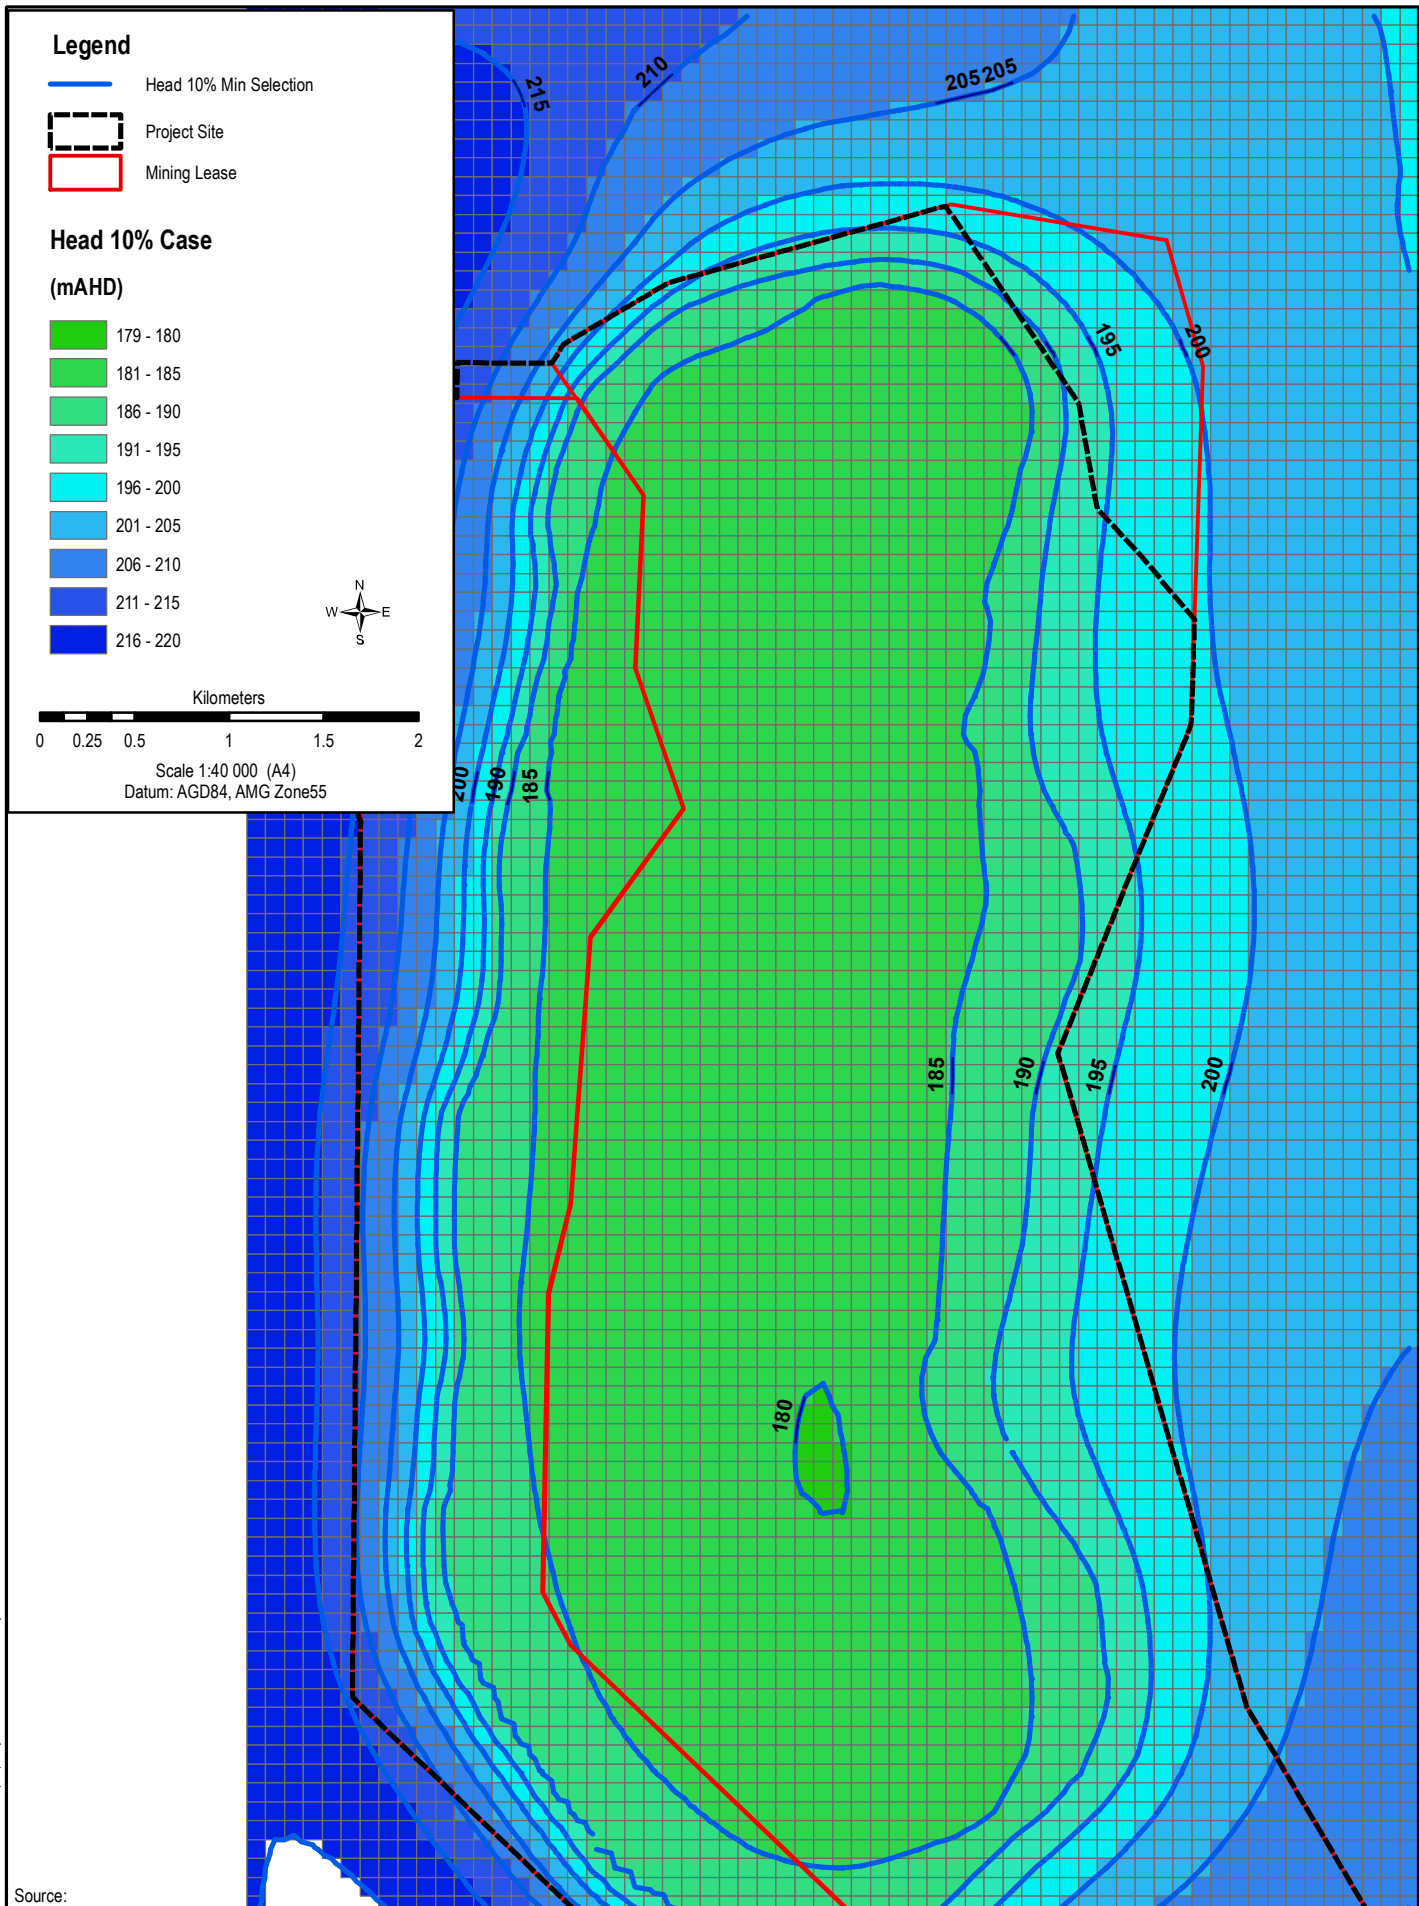 Legend
Head 10% Min Selection
Project Site
Mining Lease
Head 10% Case
(mAHD)
179 - 180
181 - 185
186 - 190
191 - 195
196 - 200
201 - 205
206 - 210
211 - 215
216 - 220
N
W E
S
Kilometers
0 0.25 0.5 1 1.5 2
Scale 1:40 000 (A4)
Datum: AGD84, AMG Zone55
215
210
205 205
195
200
200
190
185
185
190
195
200
180
Source: